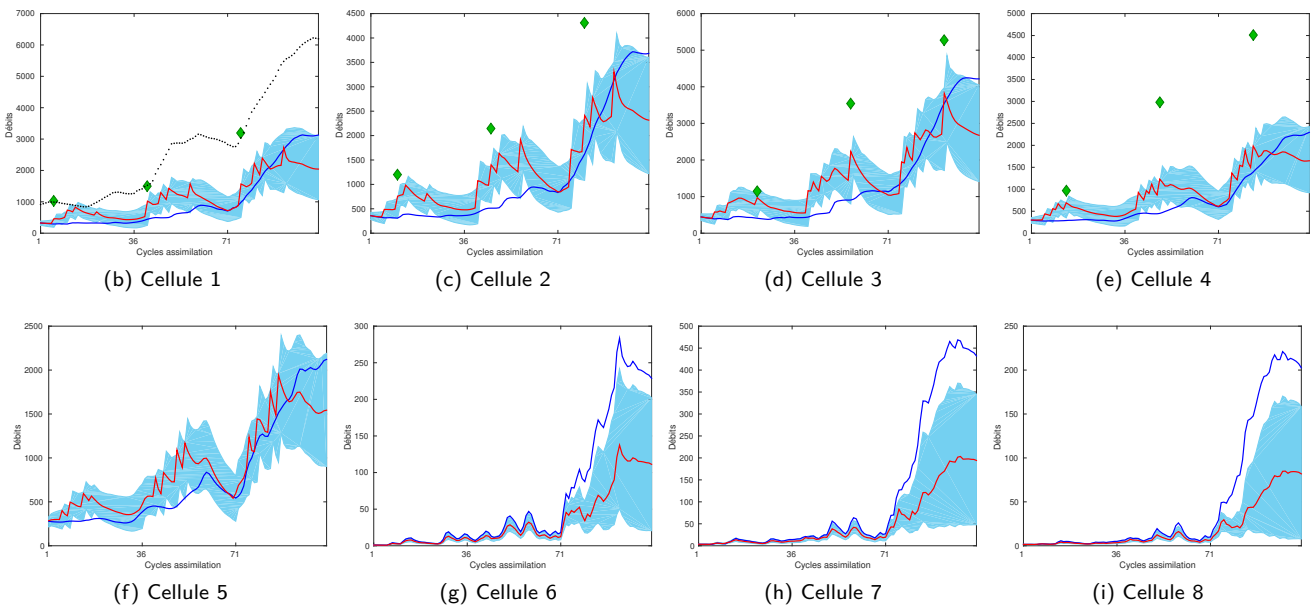 7000
6000
5000
4000
3000
2000
1000
0
Débits
1 36 71
Cycles assimilation
(b) Cellule 1
4500
4000
3500
3000
2500
2000
1500
1000
500
0
Débits
1 36 71
Cycles assimilation
(c) Cellule 2
6000
5000
4000
3000
2000
1000
0
Débits
1 36 71
Cycles assimilation
(d) Cellule 3
5000
4500
4000
3500
3000
2500
2000
1500
1000
500
0
Débits
1 36 71
Cycles assimilation
(e) Cellule 4
2500
2000
1500
1000
500
0
Débits
1 36 71
Cycles assimilation
(f) Cellule 5
300
250
200
150
100
50
0
Débits
1 36 71
Cycles assimilation
(g) Cellule 6
500
450
400
350
300
250
200
150
100
50
0
Débits
1 36 71
Cycles assimilation
(h) Cellule 7
250
200
150
100
50
0
Débits
1 36 71
Cycles assimilation
(i) Cellule 8